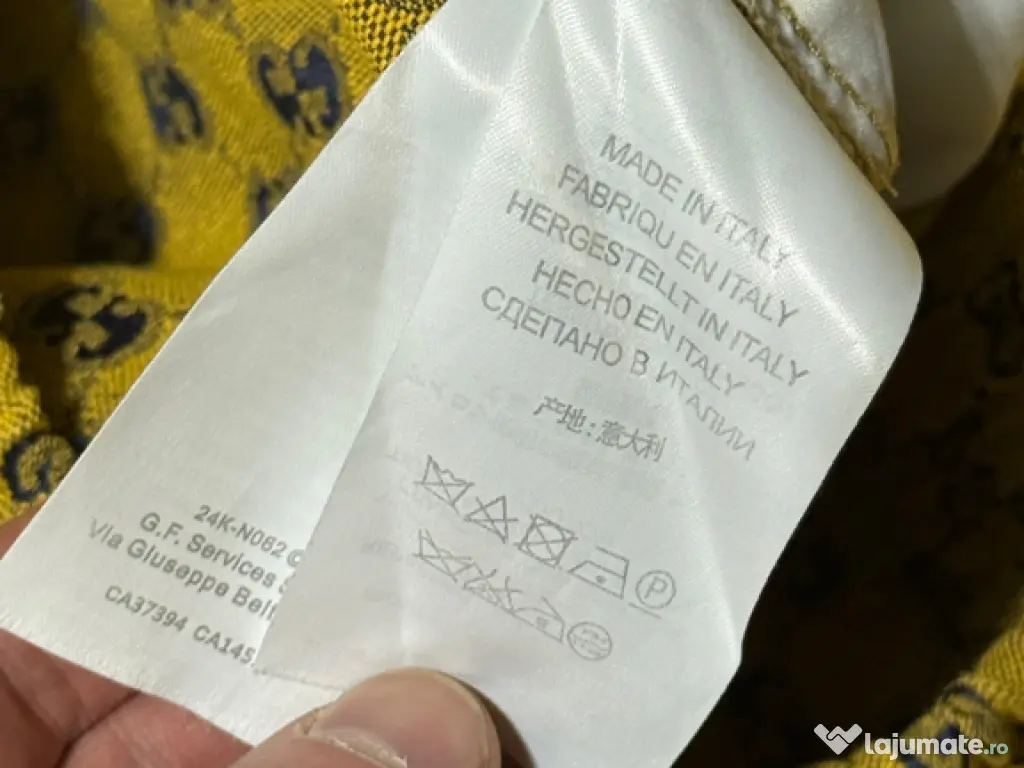 MADE IN ITALY
FABRIQU EN ITALY
HERGESTELLT IN ITALY
HECHO EN ITALY
СДЕПАНО В ИТАЛИИ
产地：意大利
P
24K-N062 ©
G.F. Services
Via Giuseppe
CA37394 CA145
lajumate.ro